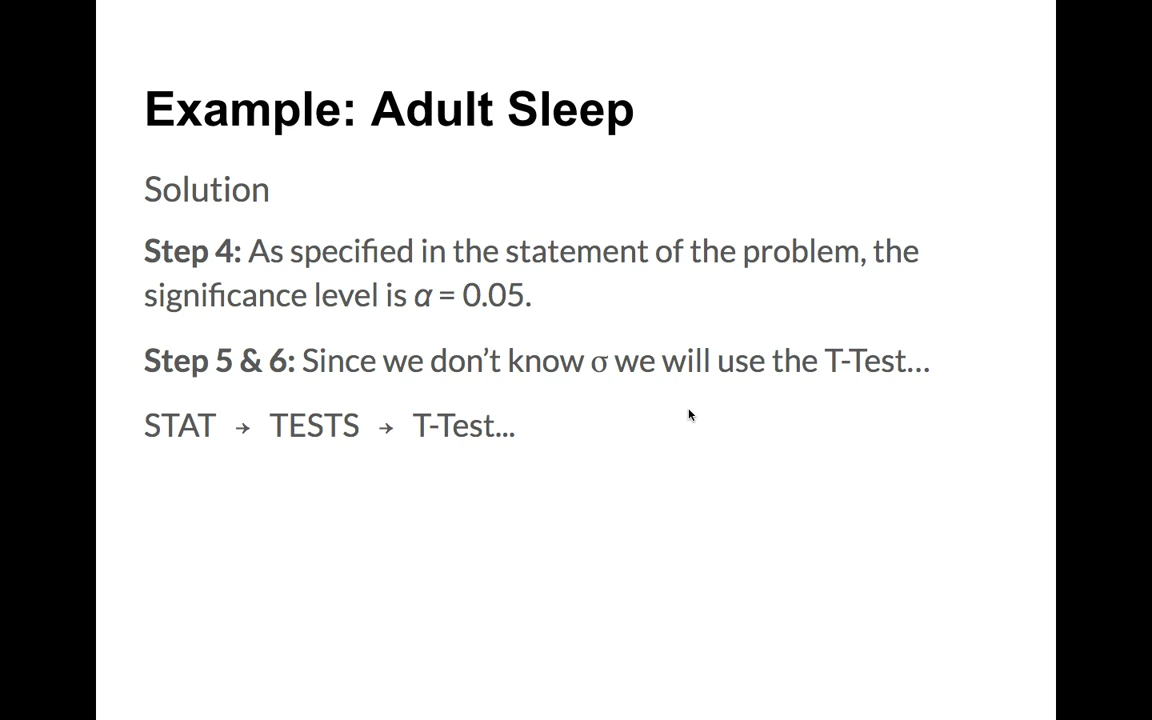 Example: Adult Sleep
Solution
Step 4: As specified in the statement of the problem, the
significance level is α = 0.05.
Step 5 & 6: Since we don’t know σ we will use the T-Test…
STAT → TESTS → T-Test...